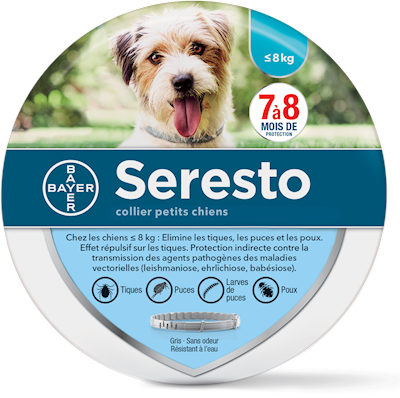 ≤8kg
7à8
MOIS DE
PROTECTION
BAYER
BAYER
Seresto
collier petits chiens
Chez les chiens ≤ 8 kg : Elimine les tiques, les puces et les poux.
Effet répulsif sur les tiques. Protection indirecte contre la
transmission des agents pathogènes des maladies
vectorielles (leishmaniose, ehrlichiose, babésiose).
Tiques
Puces
Larves
de
puces
Poux
Gris - Sans odeur
Résistant à l'eau